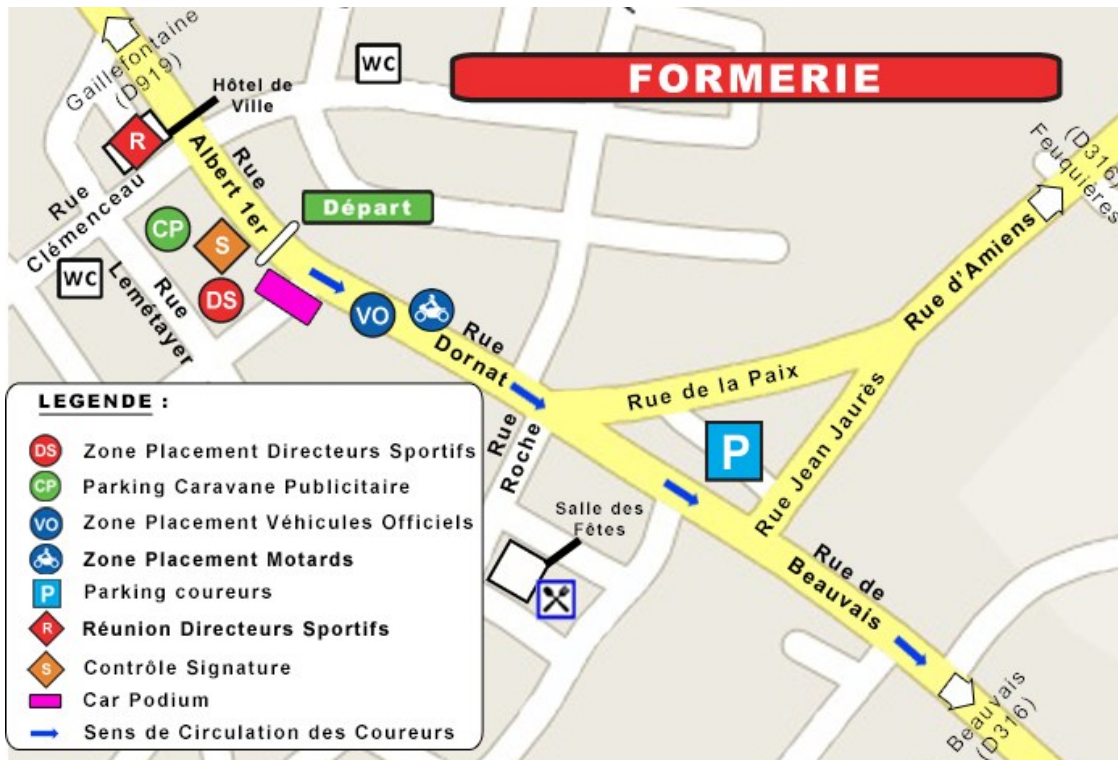 FORMERIE
WC
Gaillefontaine
(D919)
Hôtel de
Ville
R
Rue
Albert 1er
Rue
Clémenceau
Départ
CP
S
DS
WC
Rue
Lemétayer
VO
Rue
Dornat
(D316)
Feuquières
Rue d'Amiens
Rue de la Paix
Rue Jean Jaurès
P
Rue
Roche
Salle des
Fêtes
Rue de
Beauvais
Beauvais
(D316)
LEGENDE :
DS Zone Placement Directeurs Sportifs
CP Parking Caravane Publicitaire
VO Zone Placement Véhicules Officiels
Zone Placement Motards
P Parking coureurs
R Réunion Directeurs Sportifs
S Contrôle Signature
Car Podium
Sens de Circulation des Coureurs